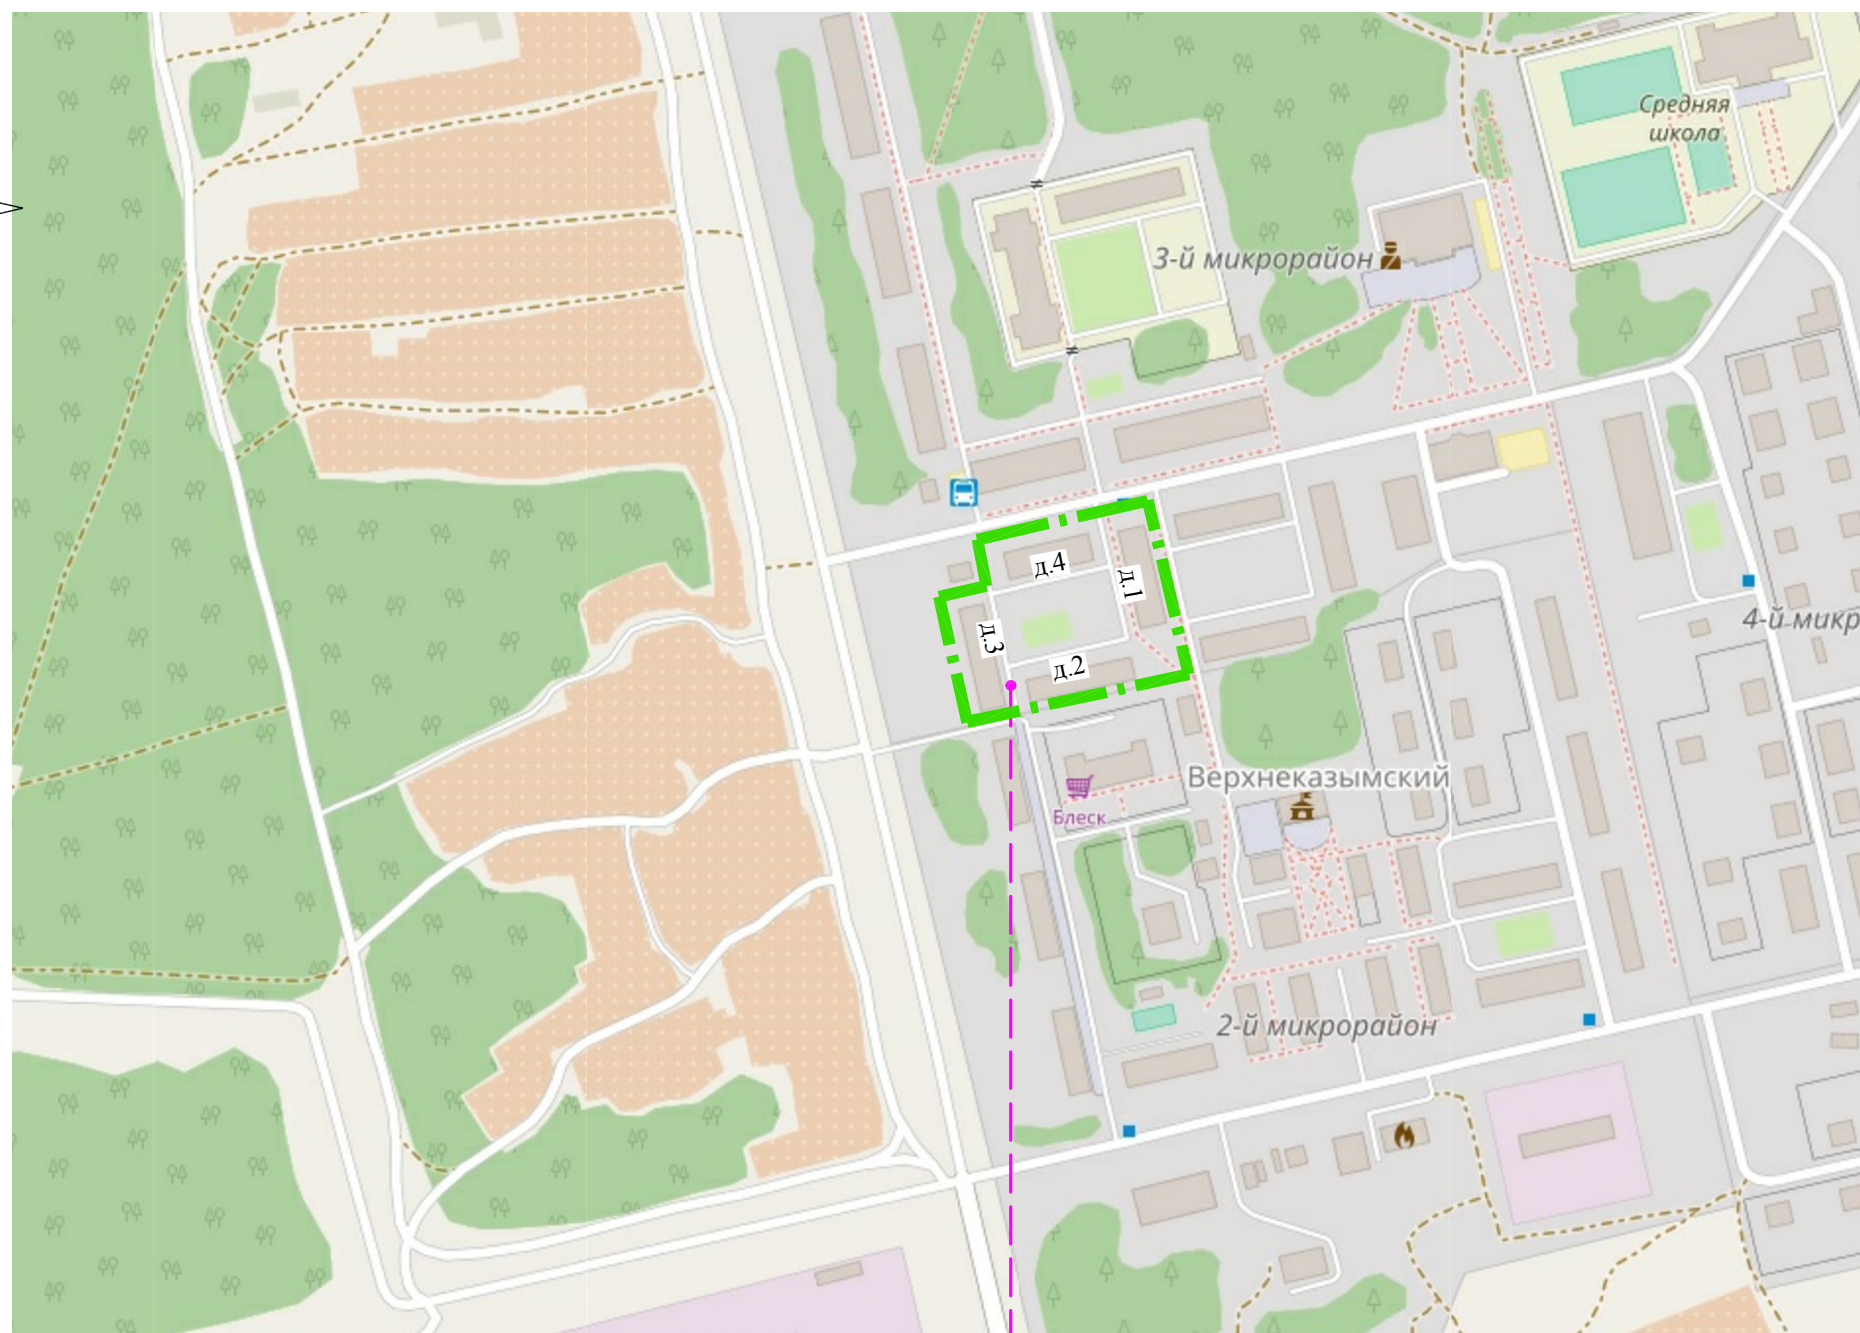 Средняя
школа
3-й микрорайон
д.4
д.1
д.3
д.2
4-й микр
Верхнеказымский
Блеск
2-й микрорайон